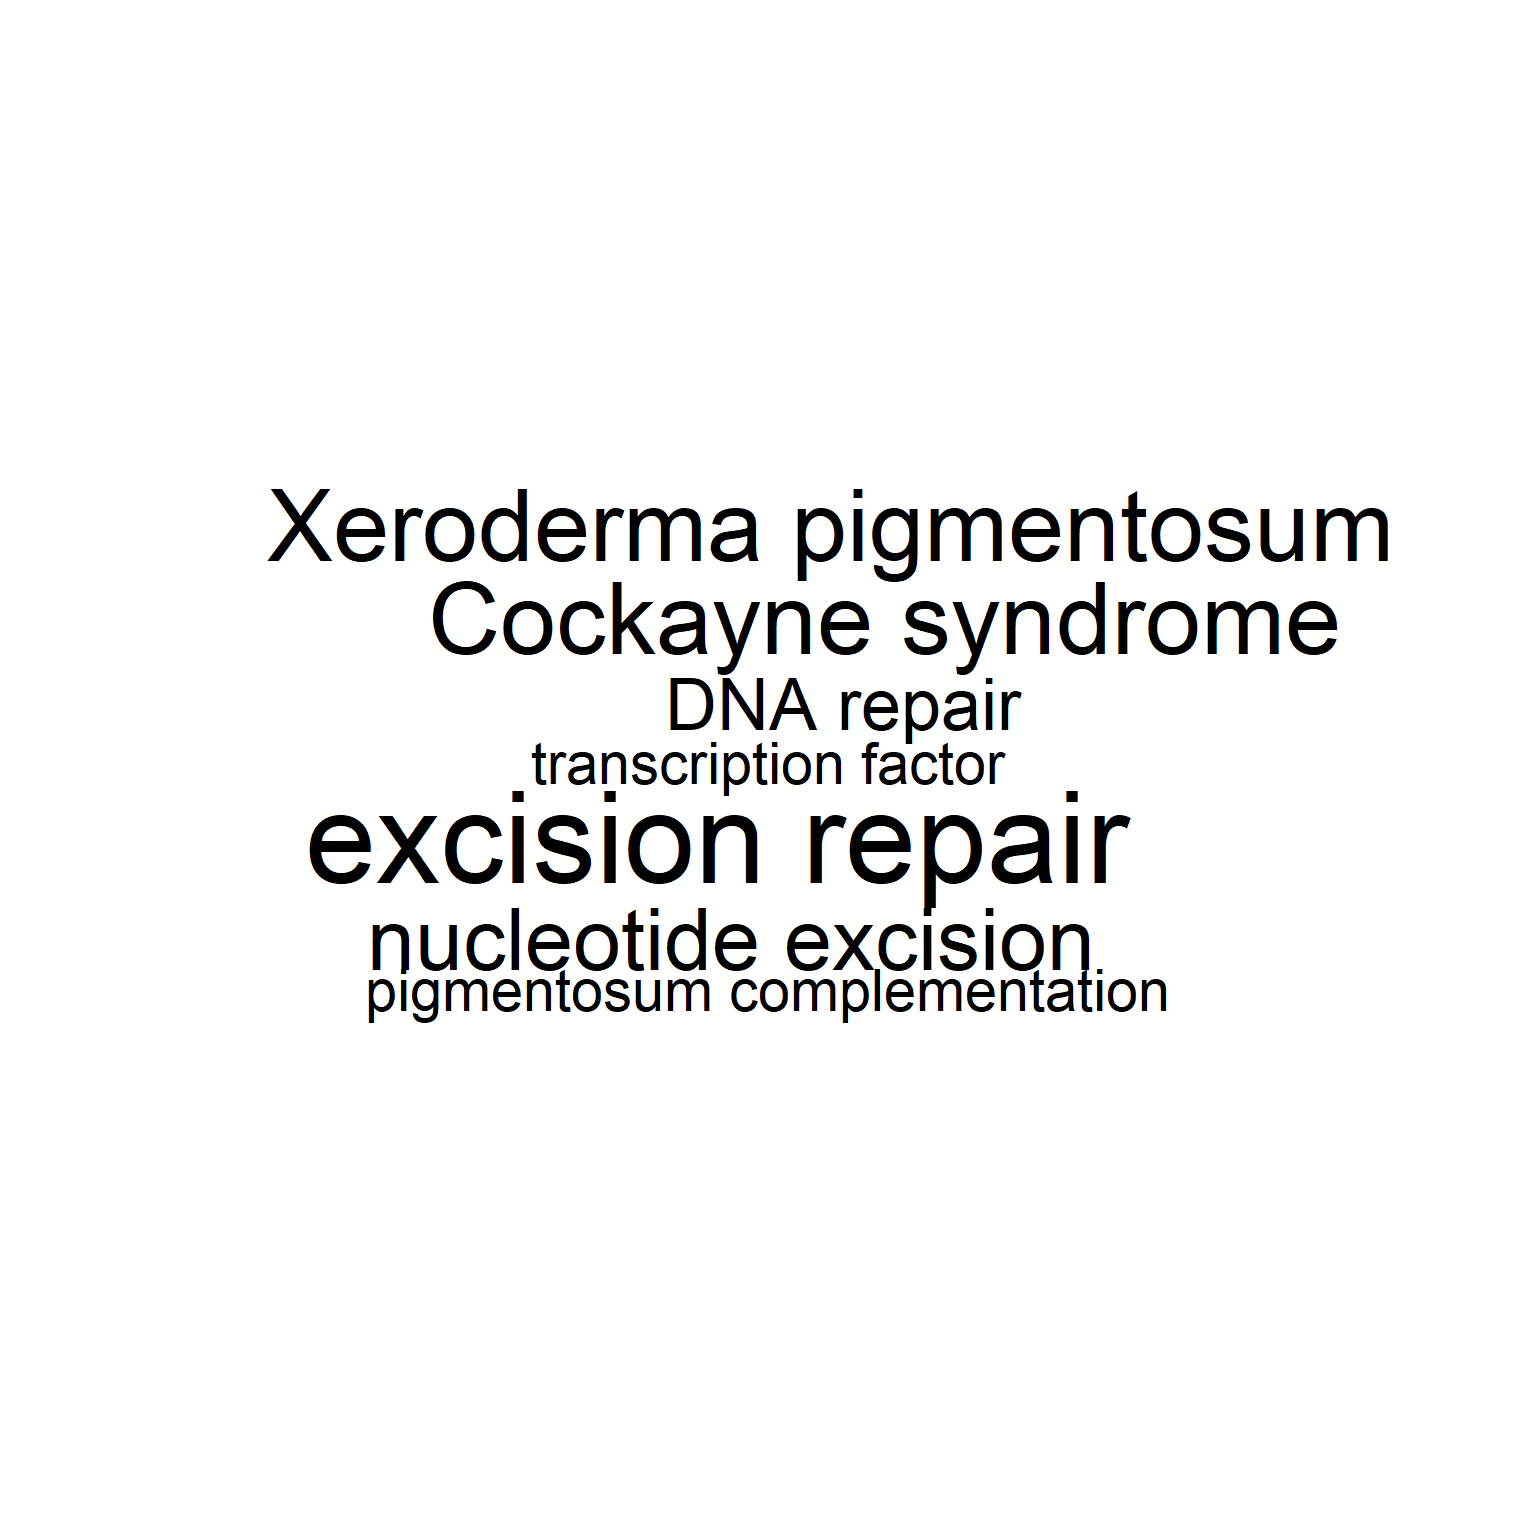 Xeroderma pigmentosum
Cockayne syndrome
DNA repair
transcription factor
excision repair
nucleotide excision
pigmentosum complementation